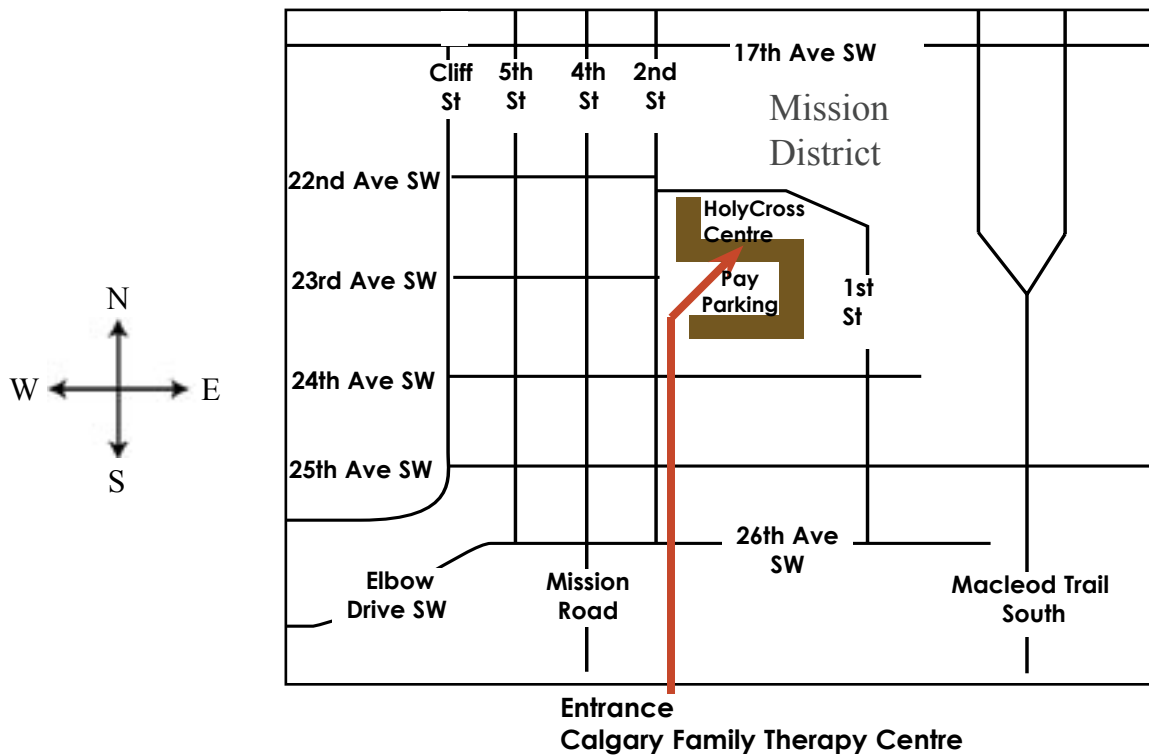 17th Ave SW
Cliff
St
5th
St
4th
St
2nd
St
Mission
District
22nd Ave SW
HolyCross
Centre
23rd Ave SW
Pay
Parking
1st
St
N
W
E
S
24th Ave SW
25th Ave SW
26th Ave
SW
Elbow
Drive SW
Mission
Road
Macleod Trail
South
Entrance
Calgary Family Therapy Centre